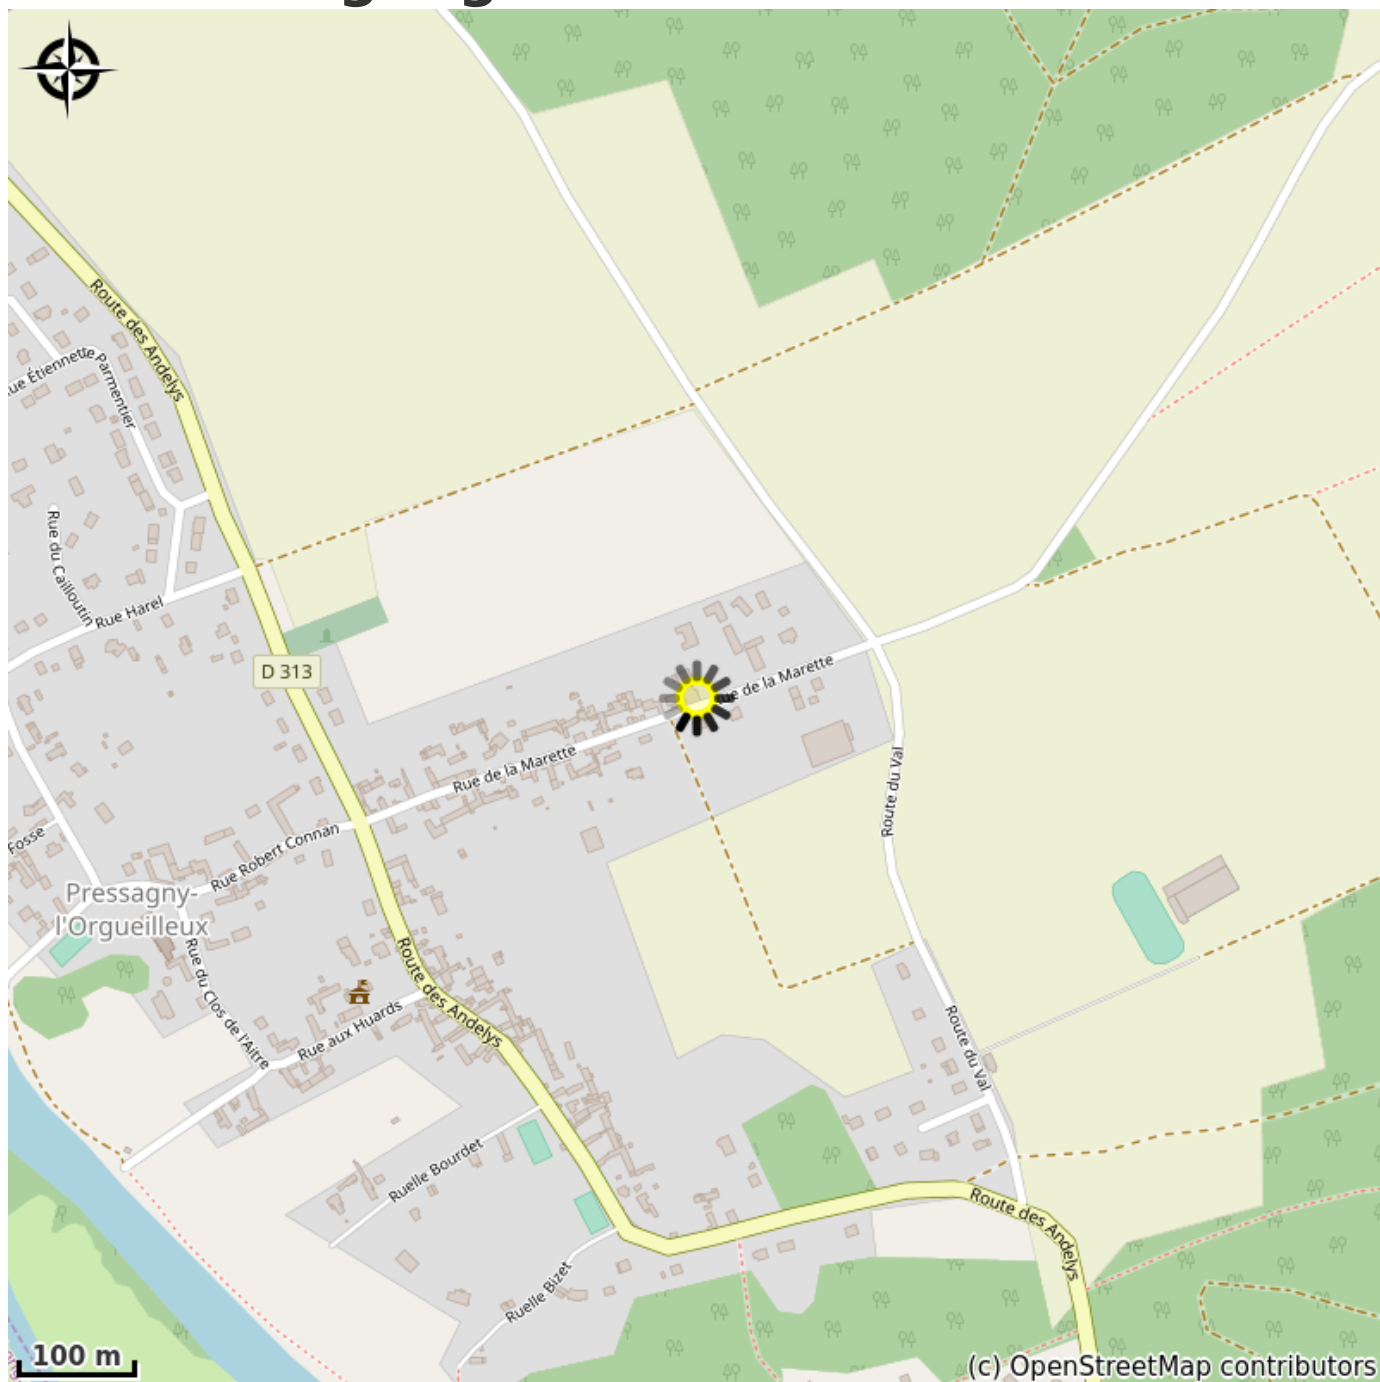 Route des Andelys
ue Étiennette Parmentier
Rue du Cailloutin
Rue Harel
D 313
ue de la Marette
Rue de la Marette
Route du Val
Fosse
Rue Robert Connan
Pressagny-
l'Orgueilleux
Rue du Clos de l'Aitre
Route des Andelys
Rue aux Huards
Route du Val
Ruelle Bourdet
Route des Andelys
Ruelle Bizet
100 m
(c) OpenStreetMap contributors